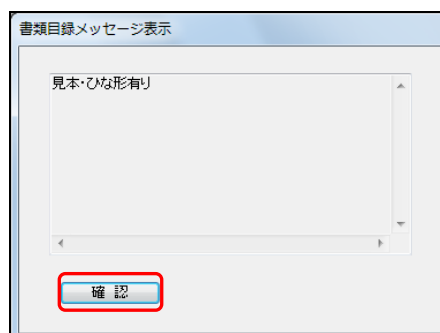 書類目録メッセージ表示
見本・ひな形有り
確 認